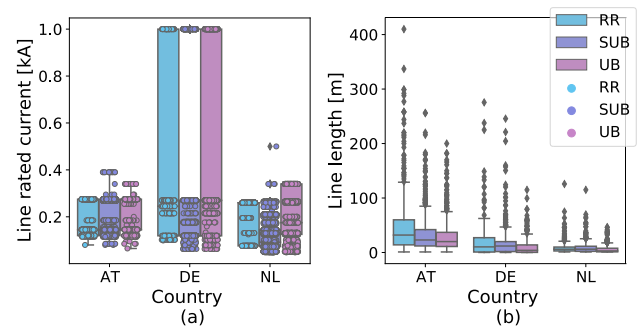 Line rated current [kA]
1.0
0.8
0.6
0.4
0.2
AT
DE
NL
Country
(a)
Line length [m]
400
300
200
100
0
AT
DE
NL
Country
(b)
RR
SUB
UB
RR
SUB
UB